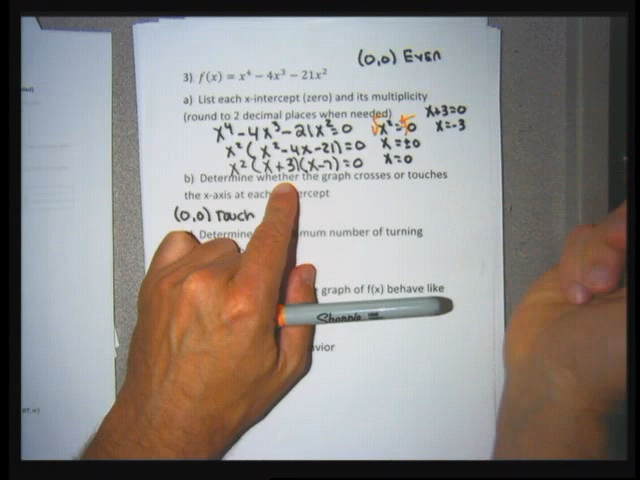 (0,0) Even
3) f(x) = x⁴ − 4x³ − 21x²
a) List each x-intercept (zero) and its multiplicity
(round to 2 decimal places when needed)
x+3=0
x⁴-4x³-21x²=0
√x²=√0
x=-3
x²(x²-4x-21)=0
x=±0
x²(x+3)(x-7)=0
x=0
b) Determine whether the graph crosses or touches
the x-axis at each
(0,0) Touch
Determine
number of turning
graph of f(x) behave like
Sharpie